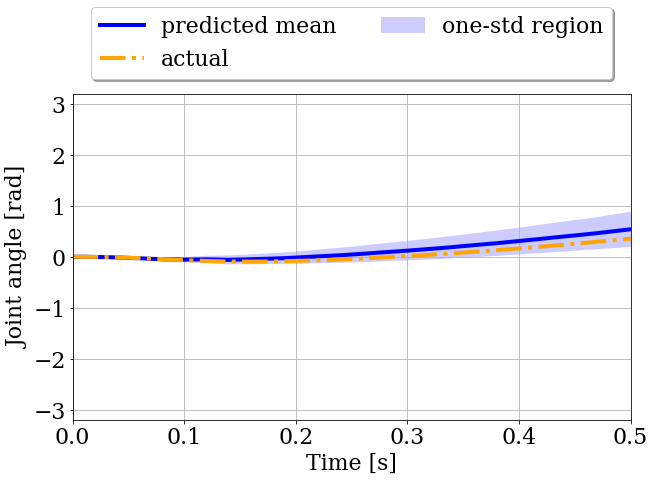 predicted mean
one-std region
actual
Joint angle [rad]
3
2
1
0
−1
−2
−3
0.0 0.1 0.2 0.3 0.4 0.5
Time [s]